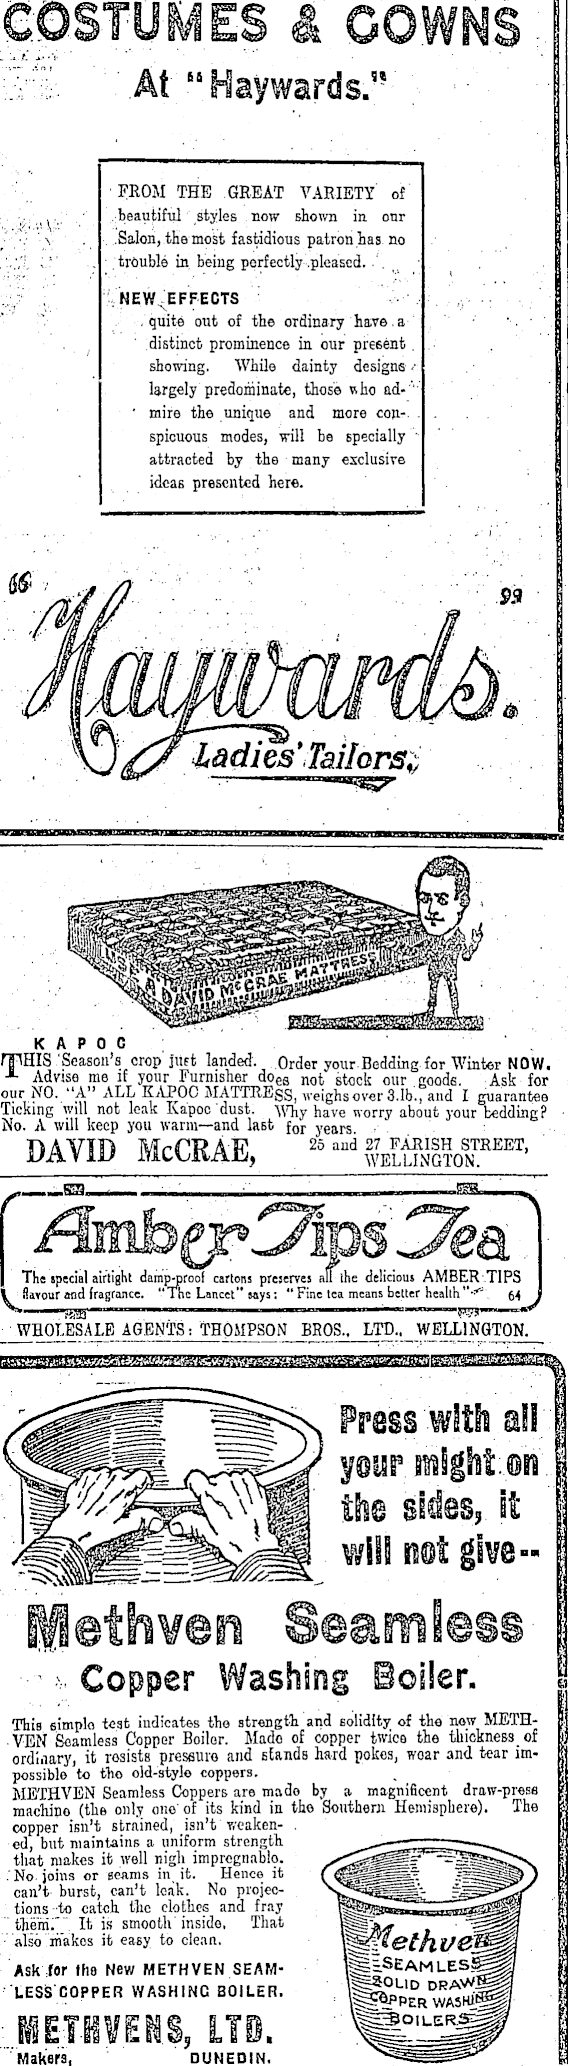 COSTUMES & GOWNS
At "Haywards."
FROM THE GREAT VARIETY of
beautiful styles now shown in our
Salon, the most fastidious patron has no
trouble in being perfectly pleased.
NEW EFFECTS
quite out of the ordinary have a
distinct prominence in our present
showing. While dainty designs
largely predominate, those who ad-
mire the unique and more con-
spicuous modes, will be specially
attracted by the many exclusive
ideas presented here.
"Haywards."
Ladies' Tailors.
A DAVID McCRAE MATTRESS
KAPOC
THIS Season's crop just landed. Order your Bedding for Winter NOW.
Advise me if your Furnisher does not stock our goods. Ask for
our NO. "A" ALL KAPOC MATTRESS, weighs over 3.lb., and I guarantee
Ticking will not leak Kapoc dust. Why have worry about your bedding?
No. A will keep you warm—and last for years.
DAVID McCRAE, 25 and 27 FARISH STREET,
WELLINGTON.
Amber Tips Tea
The special airtight damp-proof cartons preserves all the delicious AMBER TIPS
flavour and fragrance. "The Lancet" says: "Fine tea means better health" 64
WHOLESALE AGENTS: THOMPSON BROS., LTD., WELLINGTON.
Press with all
your might on
the sides, it
will not give--
Methven Seamless
Copper Washing Boiler.
This simple test indicates the strength and solidity of the new METH-
VEN Seamless Copper Boiler. Made of copper twice the thickness of
ordinary, it resists pressure and stands hard pokes, wear and tear im-
possible to the old-style coppers.
METHVEN Seamless Coppers are made by a magnificent draw-press
machine (the only one of its kind in the Southern Hemisphere). The
copper isn't strained, isn't weaken-
ed, but maintains a uniform strength
that makes it well nigh impregnable.
No joins or seams in it. Hence it
can't burst, can't leak. No projec-
tions to catch the clothes and fray
them. It is smooth inside. That
also makes it easy to clean.
Ask for the New METHVEN SEAM-
LESS COPPER WASHING BOILER.
METHVENS, LTD.
Makers, DUNEDIN.
Methven
SEAMLESS
SOLID DRAWN
COPPER WASHING
BOILERS